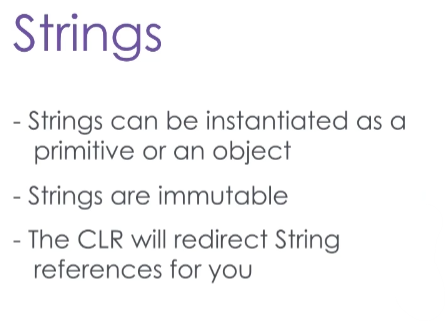 Strings
- Strings can be instantiated as a
primitive or an object
- Strings are immutable
- The CLR will redirect String
references for you